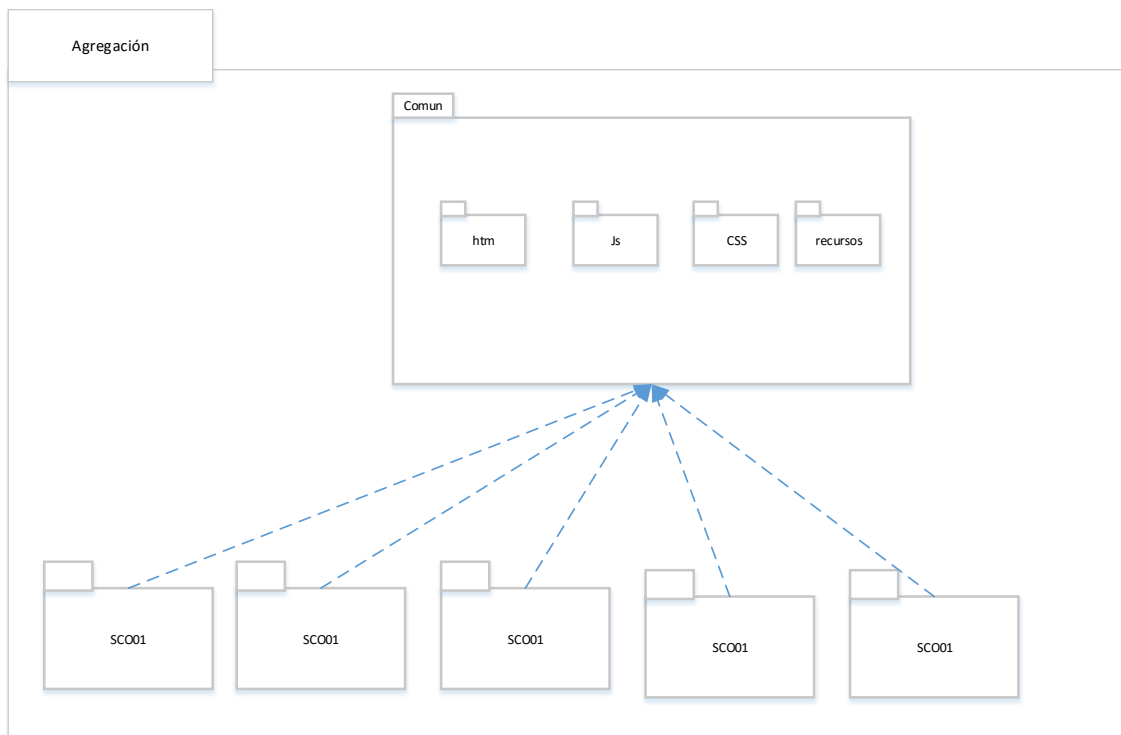 Agregación
Comun
htm
Js
CSS
recursos
SCO01
SCO01
SCO01
SCO01
SCO01